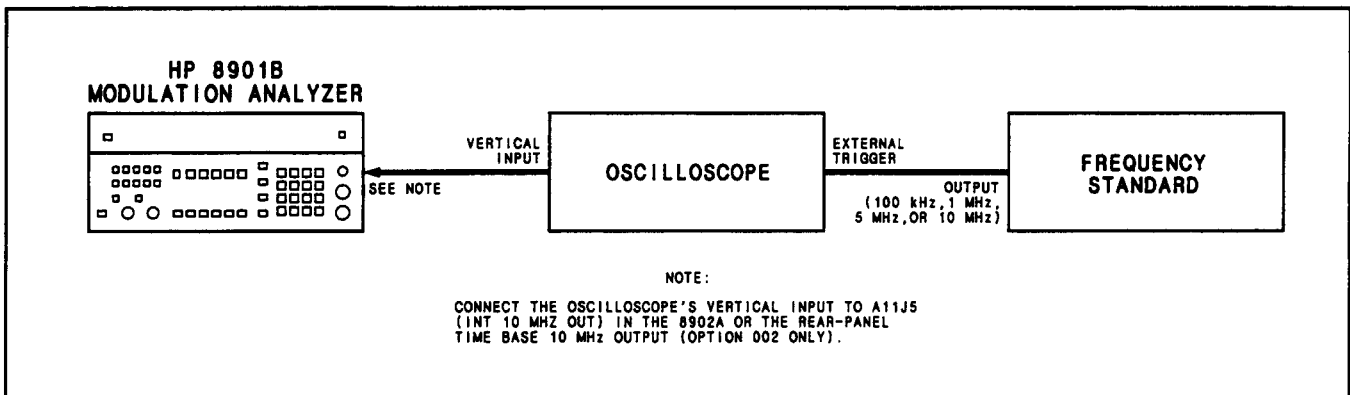 HP 8901B
MODULATION ANALYZER
VERTICAL
INPUT
SEE NOTE
OSCILLOSCOPE
EXTERNAL
TRIGGER
OUTPUT
(100 kHz,1 MHz,
5 MHz,OR 10 MHz)
FREQUENCY
STANDARD
NOTE:
CONNECT THE OSCILLOSCOPE'S VERTICAL INPUT TO A11J5
(INT 10 MHZ OUT) IN THE 8902A OR THE REAR-PANEL
TIME BASE 10 MHz OUTPUT (OPTION 002 ONLY).